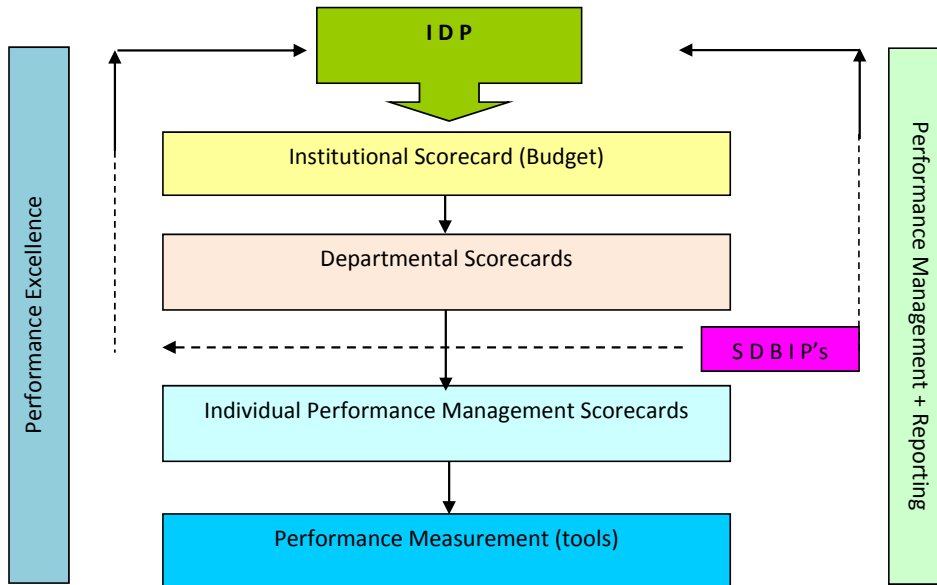 I D P
Institutional Scorecard (Budget)
Departmental Scorecards
S D B I P’s
Individual Performance Management Scorecards
Performance Measurement (tools)
Performance Excellence
Performance Management + Reporting